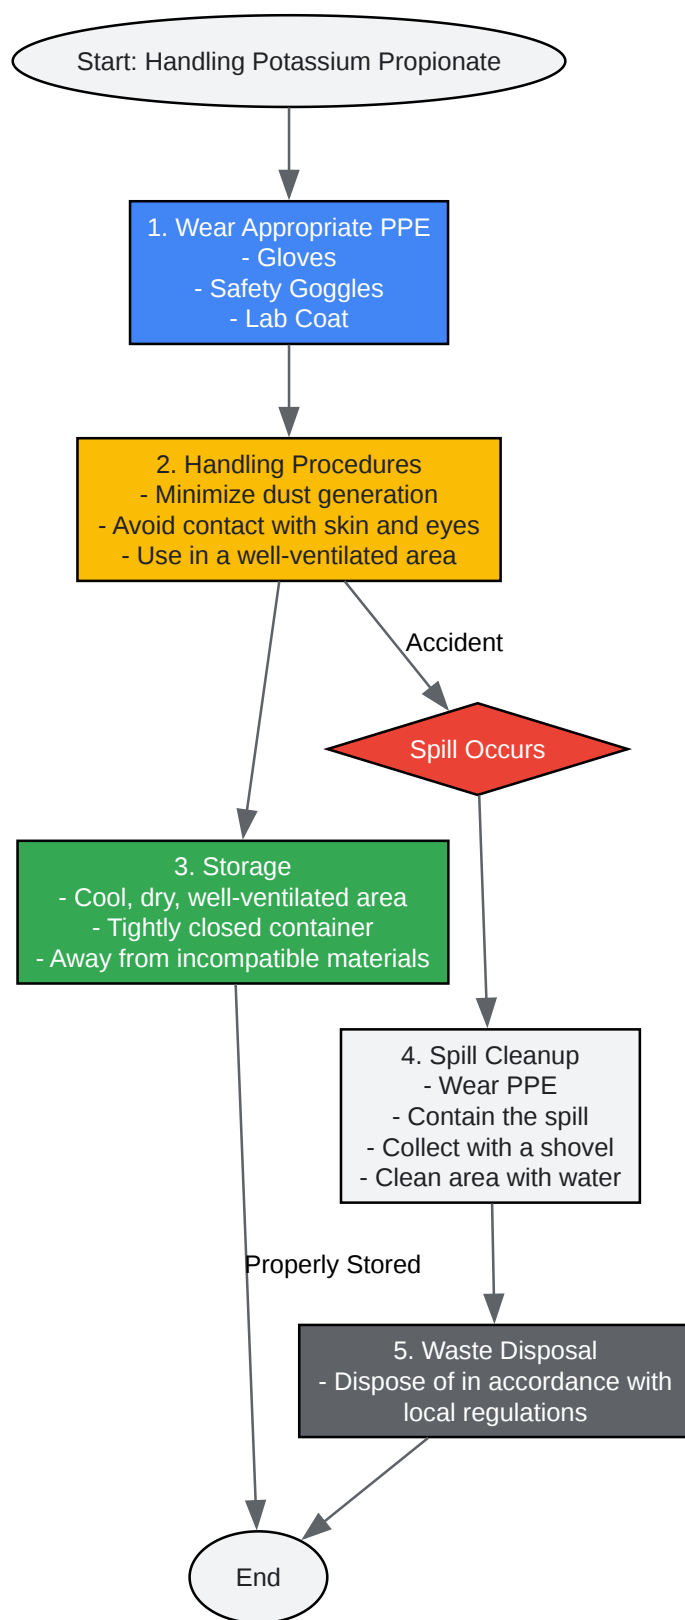 Start: Handling Potassium Propionate
1. Wear Appropriate PPE
- Gloves
- Safety Goggles
- Lab Coat
2. Handling Procedures
- Minimize dust generation
- Avoid contact with skin and eyes
- Use in a well-ventilated area
Accident
Spill Occurs
3. Storage
- Cool, dry, well-ventilated area
- Tightly closed container
- Away from incompatible materials
4. Spill Cleanup
- Wear PPE
- Contain the spill
- Collect with a shovel
- Clean area with water
Properly Stored
5. Waste Disposal
- Dispose of in accordance with
local regulations
End